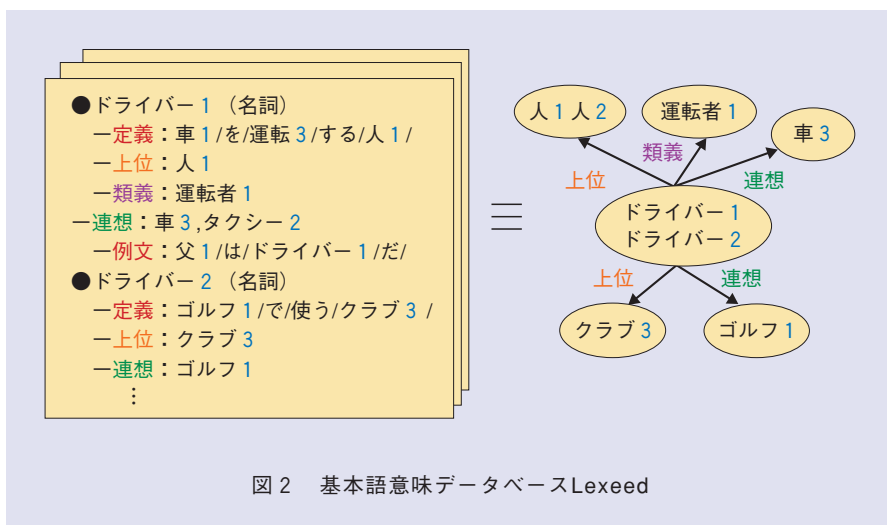 ●ドライバー1（名詞）
ー定義：車1/を/運転3/する/人1/
ー上位：人1
ー類義：運転者1
ー連想：車3,タクシー2
ー例文：父1/は/ドライバー1/だ/
●ドライバー2（名詞）
ー定義：ゴルフ1/で/使う/クラブ3/
ー上位：クラブ3
ー連想：ゴルフ1
⋮
≡
人1人2
運転者1
車3
類義
上位
連想
ドライバー1
ドライバー2
上位
連想
クラブ3
ゴルフ1
図2　基本語意味データベースLexeed